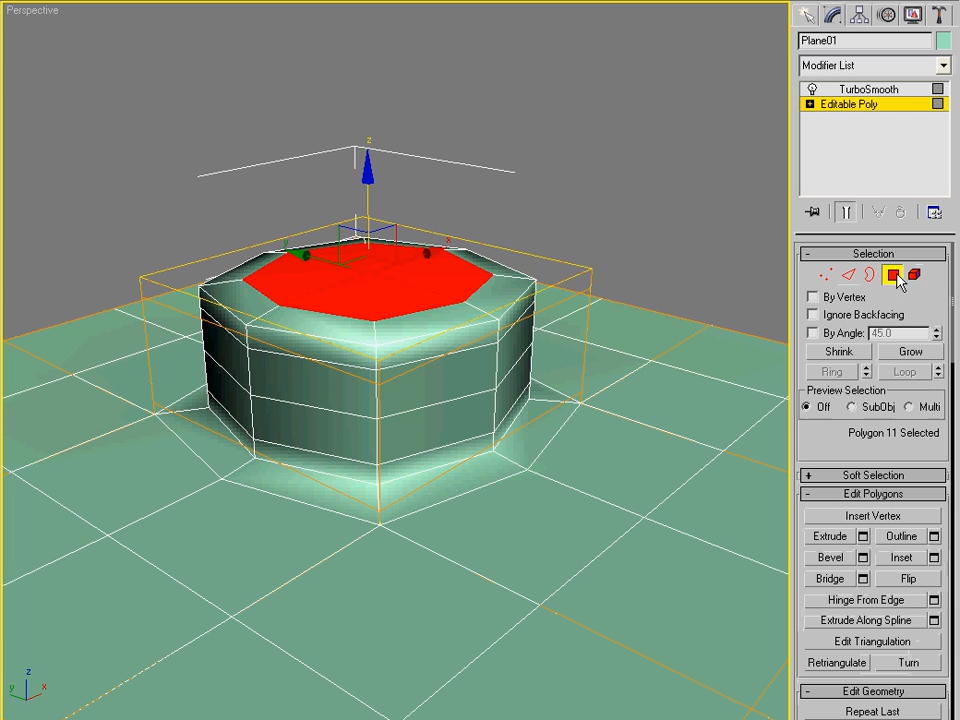 Perspective
z
y
x
z
y
x
Plane01
Modifier List
TurboSmooth
Editable Poly
Selection
By Vertex
Ignore Backfacing
By Angle: 45.0
Shrink Grow
Ring Loop
Preview Selection
Off SubObj Multi
Polygon 11 Selected
+ Soft Selection
- Edit Polygons
Insert Vertex
Extrude Outline
Bevel Inset
Bridge Flip
Hinge From Edge
Extrude Along Spline
Edit Triangulation
Retriangulate Turn
- Edit Geometry
Repeat Last